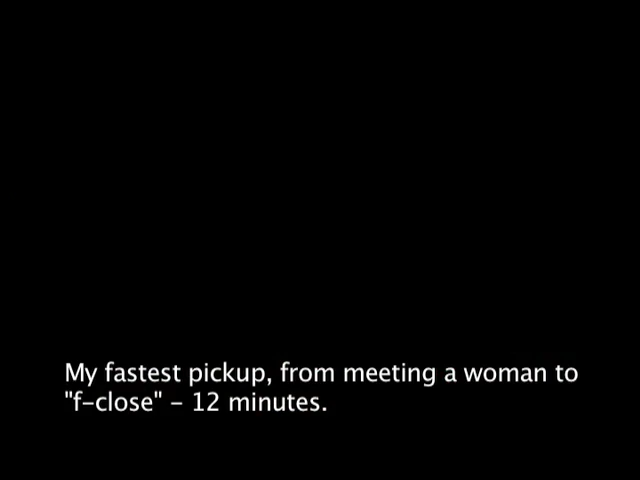 My fastest pickup, from meeting a woman to
"f-close" – 12 minutes.